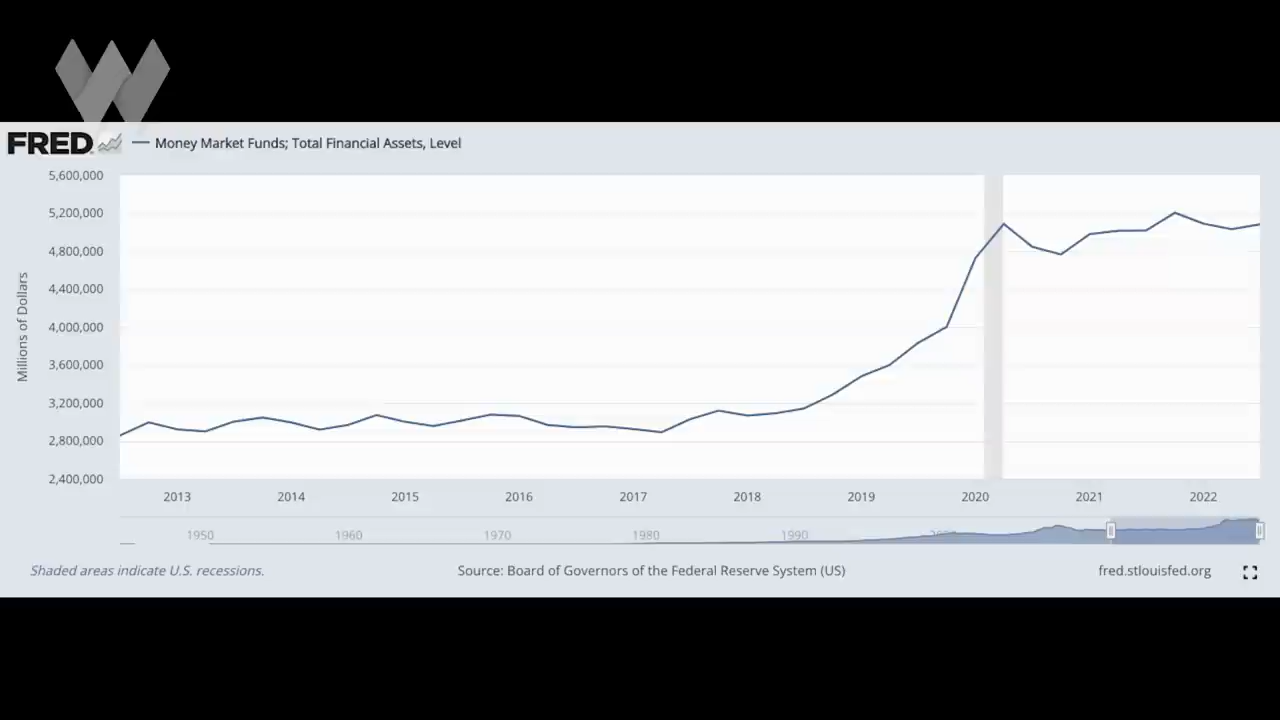 W
FRED
Money Market Funds; Total Financial Assets, Level
5,600,000
5,200,000
4,800,000
4,400,000
4,000,000
3,600,000
3,200,000
2,800,000
2,400,000
Millions of Dollars
2013 2014 2015 2016 2017 2018 2019 2020 2021 2022
1950 1960 1970 1980 1990
Shaded areas indicate U.S. recessions.
Source: Board of Governors of the Federal Reserve System (US)
fred.stlouisfed.org